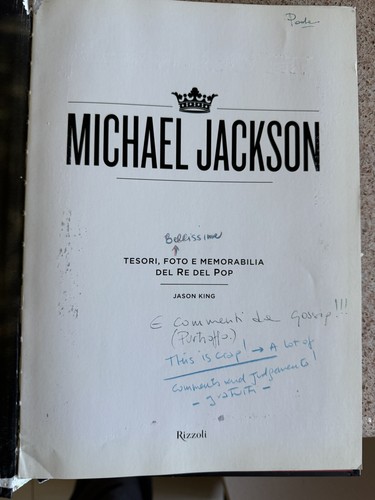 MICHAEL JACKSON
Bellissime
TESORI, FOTO E MEMORABILIA
DEL RE DEL POP
JASON KING
E commenti da Gossip!!!
(Purtroppo.)
This is crap! → A lot of
comments and Judgements!
- gratuiti -
Rizzoli